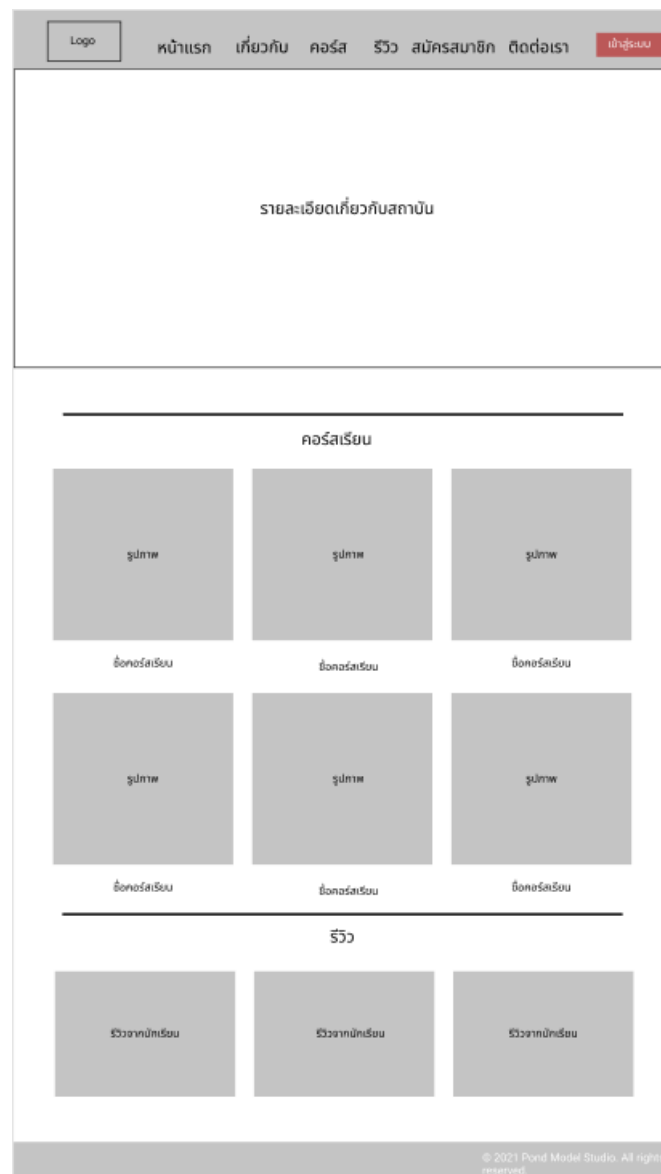 Logo
หน้าแรก เกี่ยวกับ คอร์ส รีวิว สมัครสมาชิก ติดต่อเรา เข้าสู่ระบบ
รายละเอียดเกี่ยวกับสถาบัน
คอร์สเรียน
รูปภาพ รูปภาพ รูปภาพ
ชื่อคอร์สเรียน ชื่อคอร์สเรียน ชื่อคอร์สเรียน
รูปภาพ รูปภาพ รูปภาพ
ชื่อคอร์สเรียน ชื่อคอร์สเรียน ชื่อคอร์สเรียน
รีวิว
รีวิวจากนักเรียน รีวิวจากนักเรียน รีวิวจากนักเรียน
© 2021 Pond Model Studio. All right
reserved.